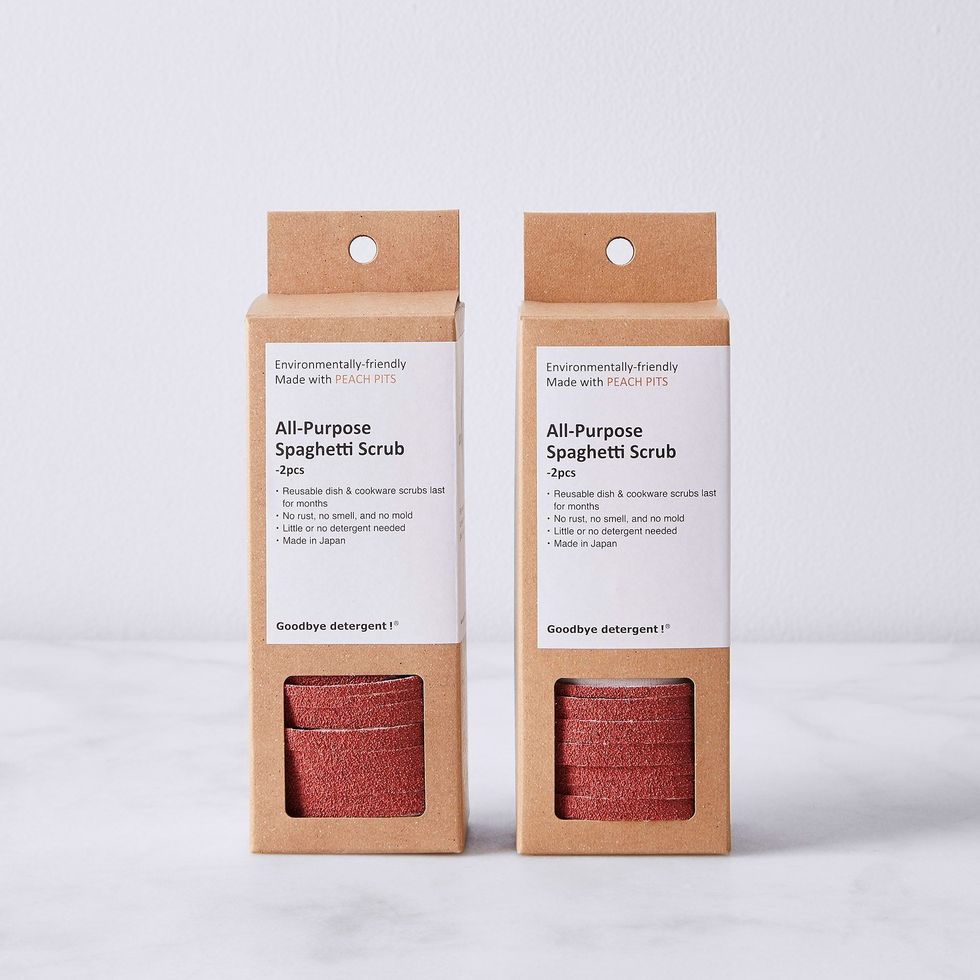 Environmentally-friendly
Made with PEACH PITS
All-Purpose
Spaghetti Scrub
-2pcs
・Reusable dish & cookware scrubs last
for months
・No rust, no smell, and no mold
・Little or no detergent needed
・Made in Japan
Goodbye detergent!®
Environmentally-friendly
Made with PEACH PITS
All-Purpose
Spaghetti Scrub
-2pcs
・Reusable dish & cookware scrubs last
for months
・No rust, no smell, and no mold
・Little or no detergent needed
・Made in Japan
Goodbye detergent!®